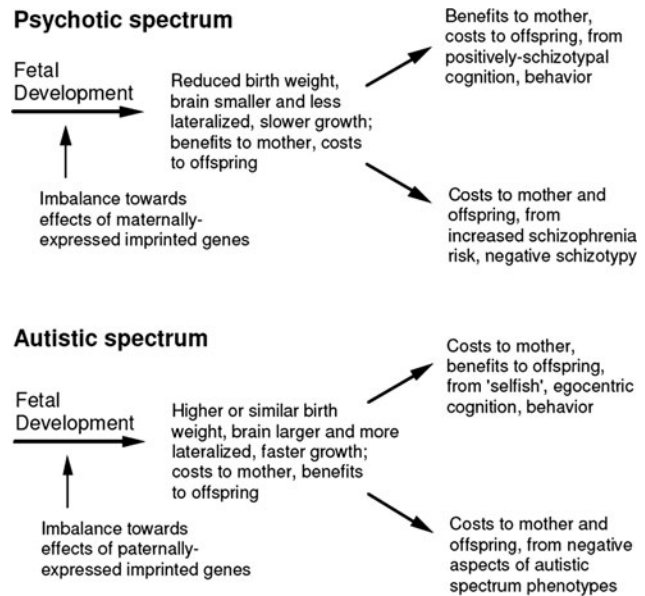 Psychotic spectrum
Fetal
Development
Imbalance towards
effects of maternally-
expressed imprinted genes
Reduced birth weight,
brain smaller and less
lateralized, slower growth;
benefits to mother, costs
to offspring
Benefits to mother,
costs to offspring, from
positively-schizotypal
cognition, behavior
Costs to mother and
offspring, from
increased schizophrenia
risk, negative schizotypy
Autistic spectrum
Fetal
Development
Imbalance towards
effects of paternally-
expressed imprinted genes
Higher or similar birth
weight, brain larger and more
lateralized, faster growth;
costs to mother, benefits
to offspring
Costs to mother,
benefits to offspring,
from 'selfish', egocentric
cognition, behavior
Costs to mother and
offspring, from negative
aspects of autistic
spectrum phenotypes